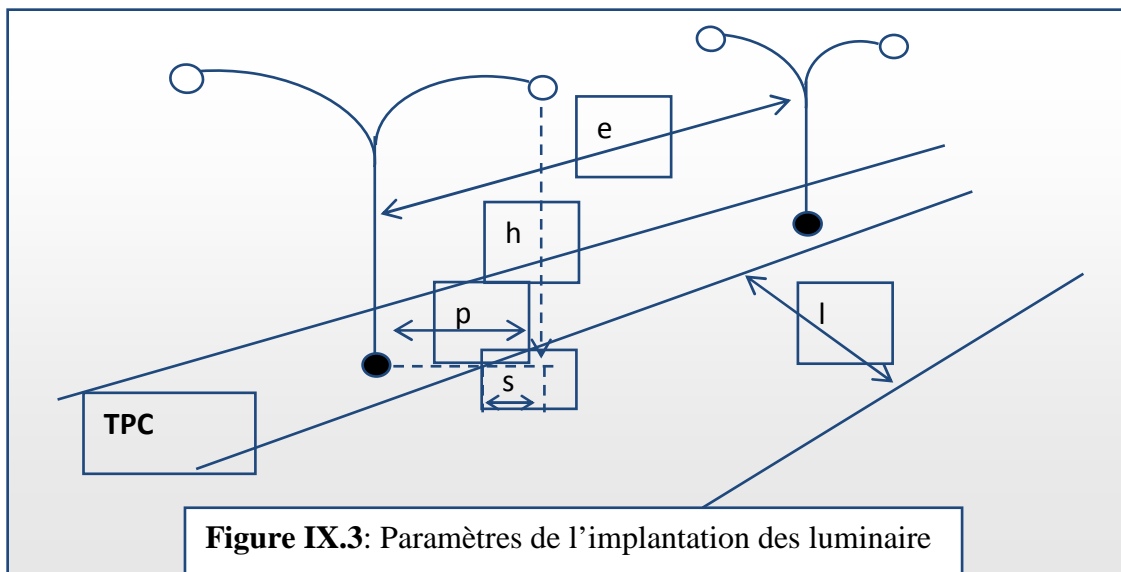 e
h
p
l
s
TPC
Figure IX.3: Paramètres de l’implantation des luminaire